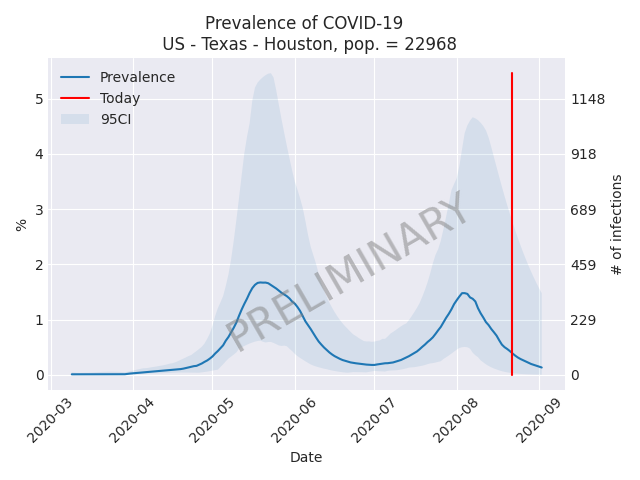 Prevalence of COVID-19
US - Texas - Houston, pop. = 22968
Prevalence
Today
95CI
5
4
3
2
1
0
%
1148
918
689
459
229
0
# of infections
PRELIMINARY
2020-03
2020-04
2020-05
2020-06
2020-07
2020-08
2020-09
Date